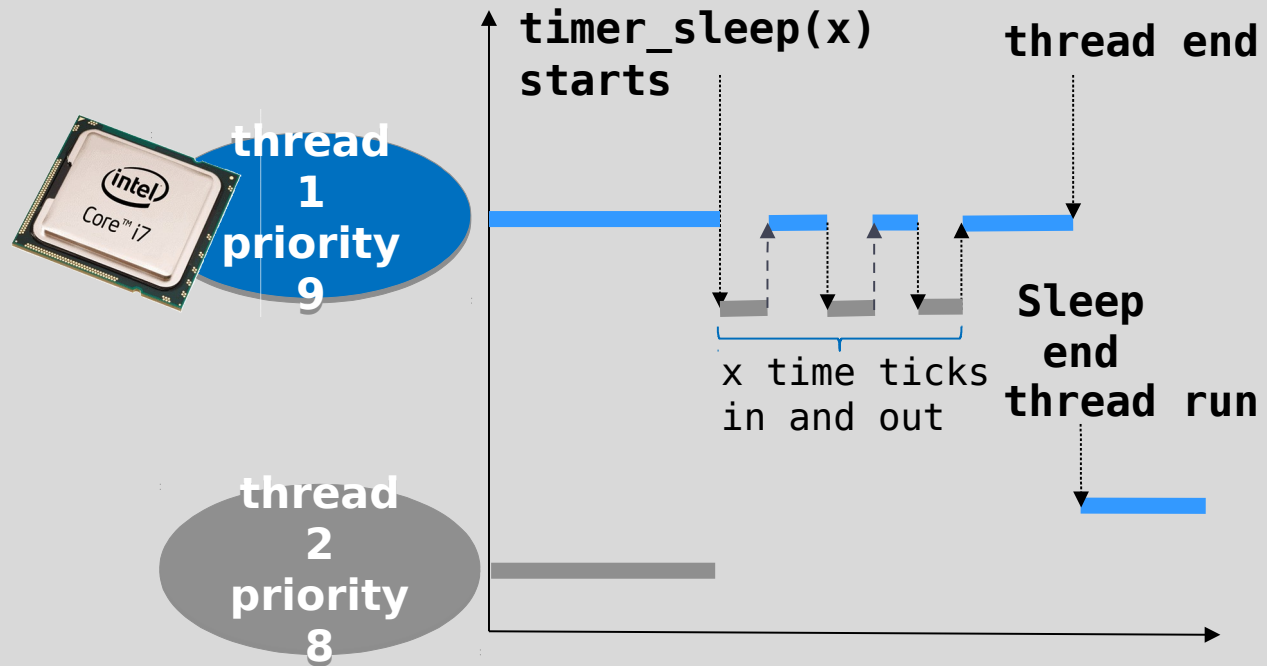 timer_sleep(x)
starts
thread end
thread
1
priority
9
intel
Core™ i7
x time ticks
in and out
Sleep
end
thread run
thread
2
priority
8